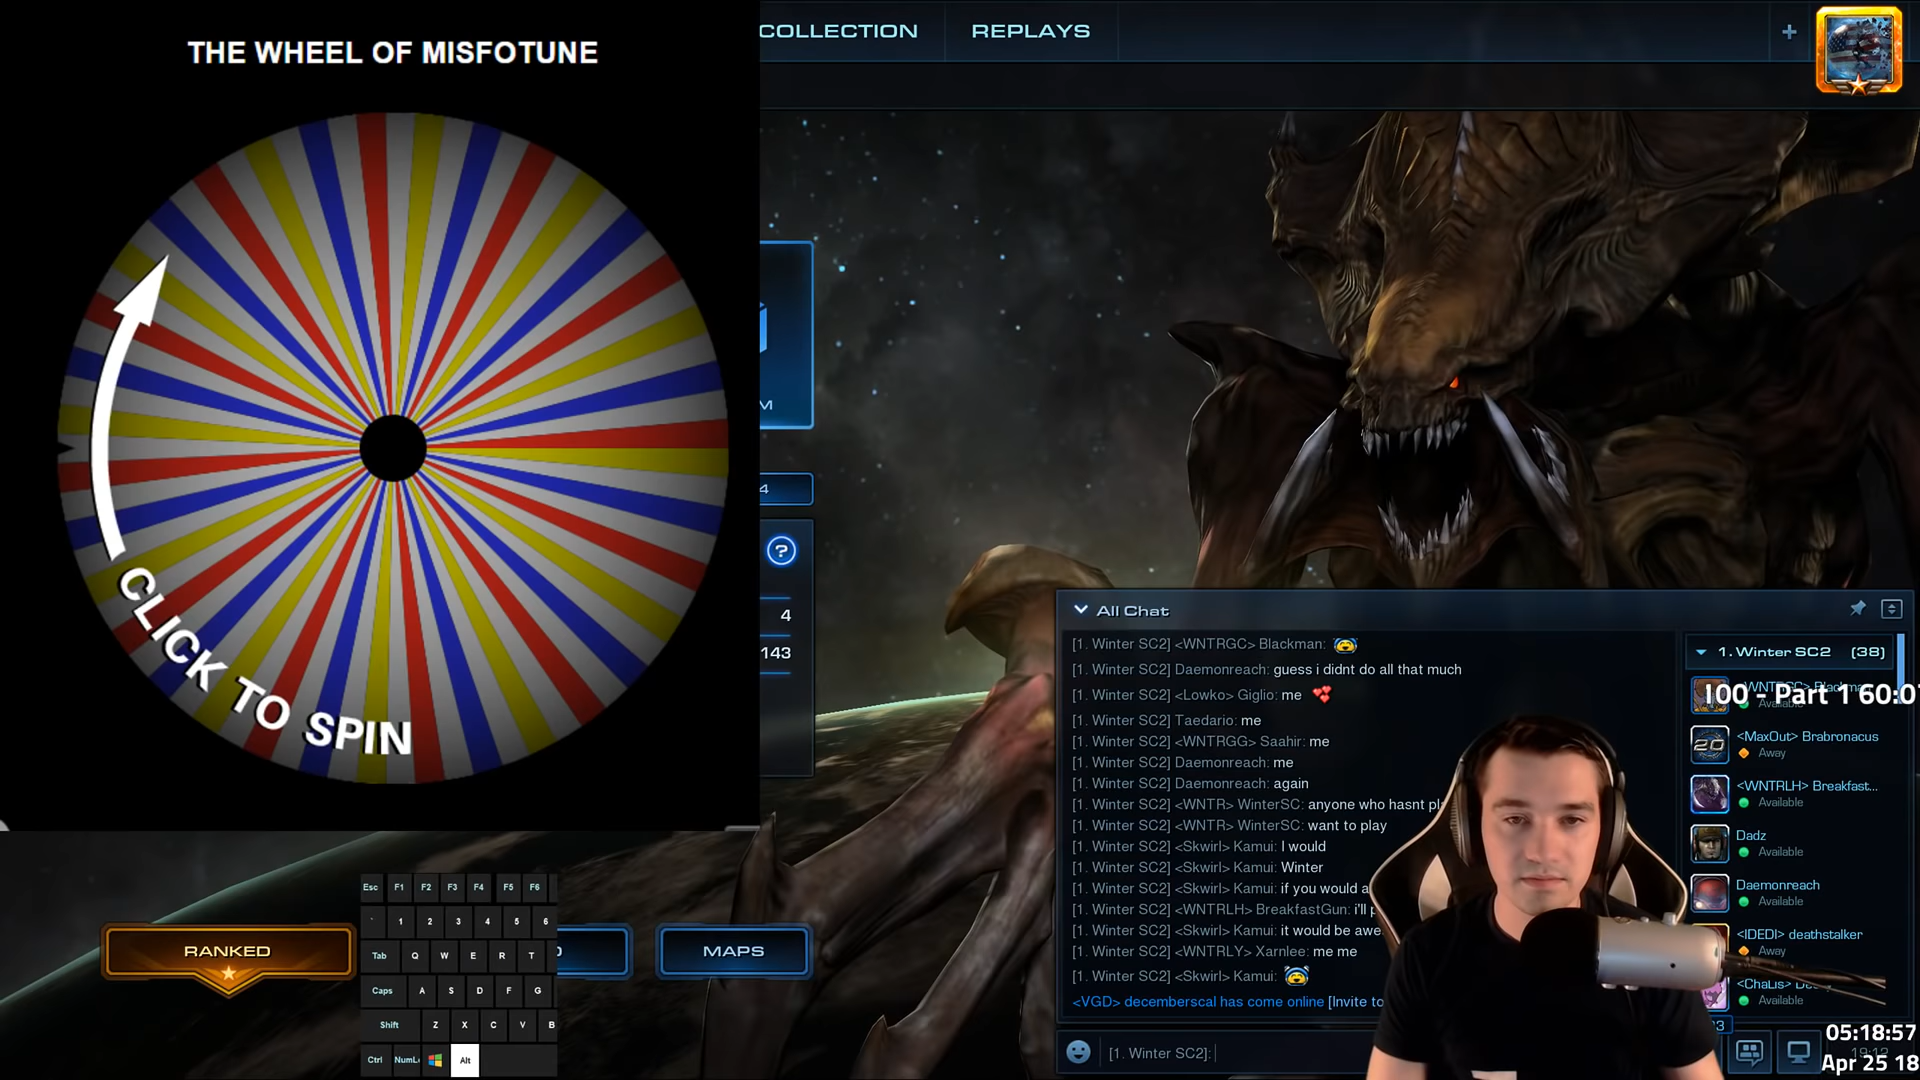 THE WHEEL OF MISFOTUNE
COLLECTION
REPLAYS
CLICK TO SPIN
M
4
?
4
143
RANKED
MAPS
Esc F1 F2 F3 F4 F5 F6
` 1 2 3 4 5 6
Tab Q W E R T
Caps A S D F G
Shift Z X C V B
Ctrl NumL Alt
All Chat
[1. Winter SC2] <WNTRGC> Blackman:
[1. Winter SC2] Daemonreach: guess i didnt do all that much
[1. Winter SC2] <Lowko> Giglio: me
[1. Winter SC2] Taedario: me
[1. Winter SC2] <WNTRGG> Saahir: me
[1. Winter SC2] Daemonreach: me
[1. Winter SC2] Daemonreach: again
[1. Winter SC2] <WNTR> WinterSC: anyone who hasnt pl
[1. Winter SC2] <WNTR> WinterSC: want to play
[1. Winter SC2] <Skwirl> Kamui: I would
[1. Winter SC2] <Skwirl> Kamui: Winter
[1. Winter SC2] <Skwirl> Kamui: if you would a
[1. Winter SC2] <WNTRLH> BreakfastGun: i'll p
[1. Winter SC2] <Skwirl> Kamui: it would be awe
[1. Winter SC2] <WNTRLY> Xarnlee: me me
[1. Winter SC2] <Skwirl> Kamui:
<VGD> decemberscal has come online [Invite to
[1. Winter SC2]:
1. Winter SC2 (38)
100 - Part 1 60:0
<MaxOut> Brabronacus
20
Away
<WNTRLH> Breakfast...
Available
Dadz
Available
Daemonreach
Available
<IDEDI> deathstalker
Away
Available
05:18:57
Apr 25 18